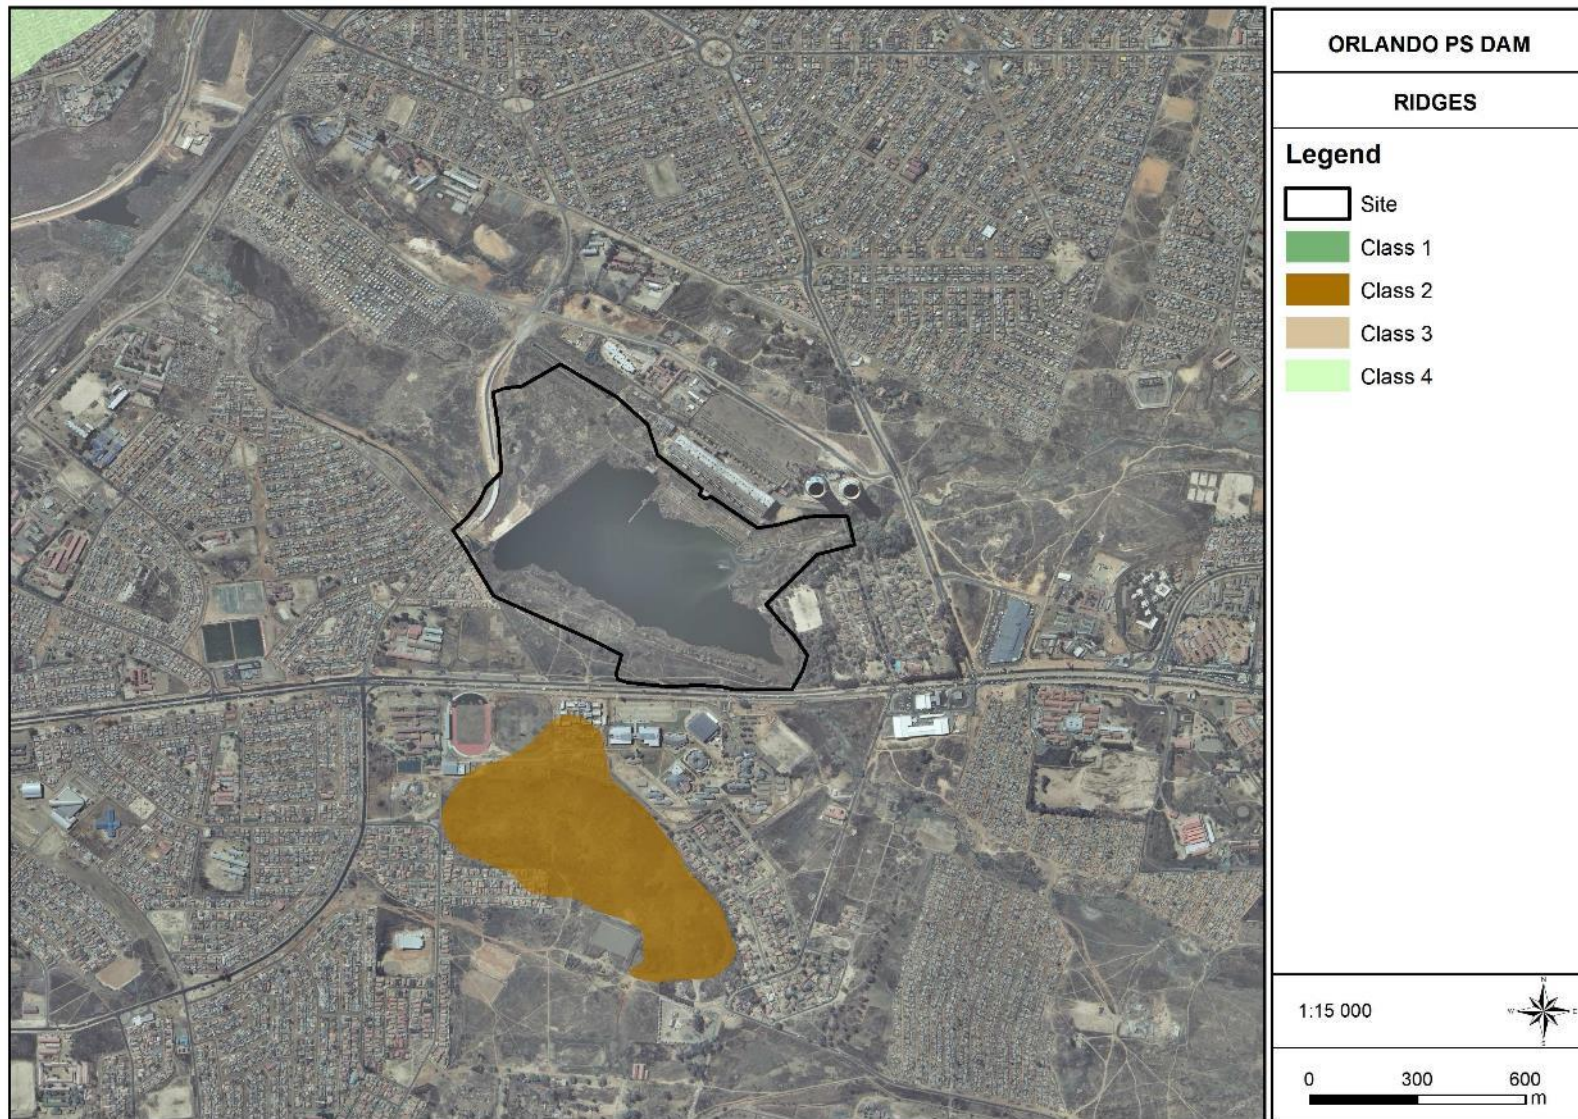 ORLANDO PS DAM
RIDGES
Legend
Site
Class 1
Class 2
Class 3
Class 4
1:15 000
N
W E
S
0 300 600
m